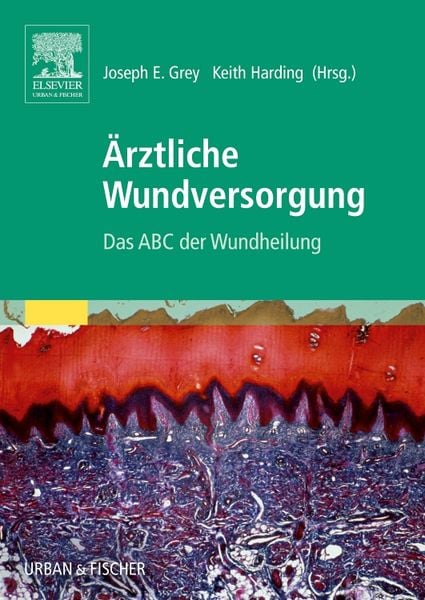 ELSEVIER
URBAN & FISCHER
Joseph E. Grey Keith Harding (Hrsg.)
Ärztliche
Wundversorgung
Das ABC der Wundheilung
URBAN & FISCHER